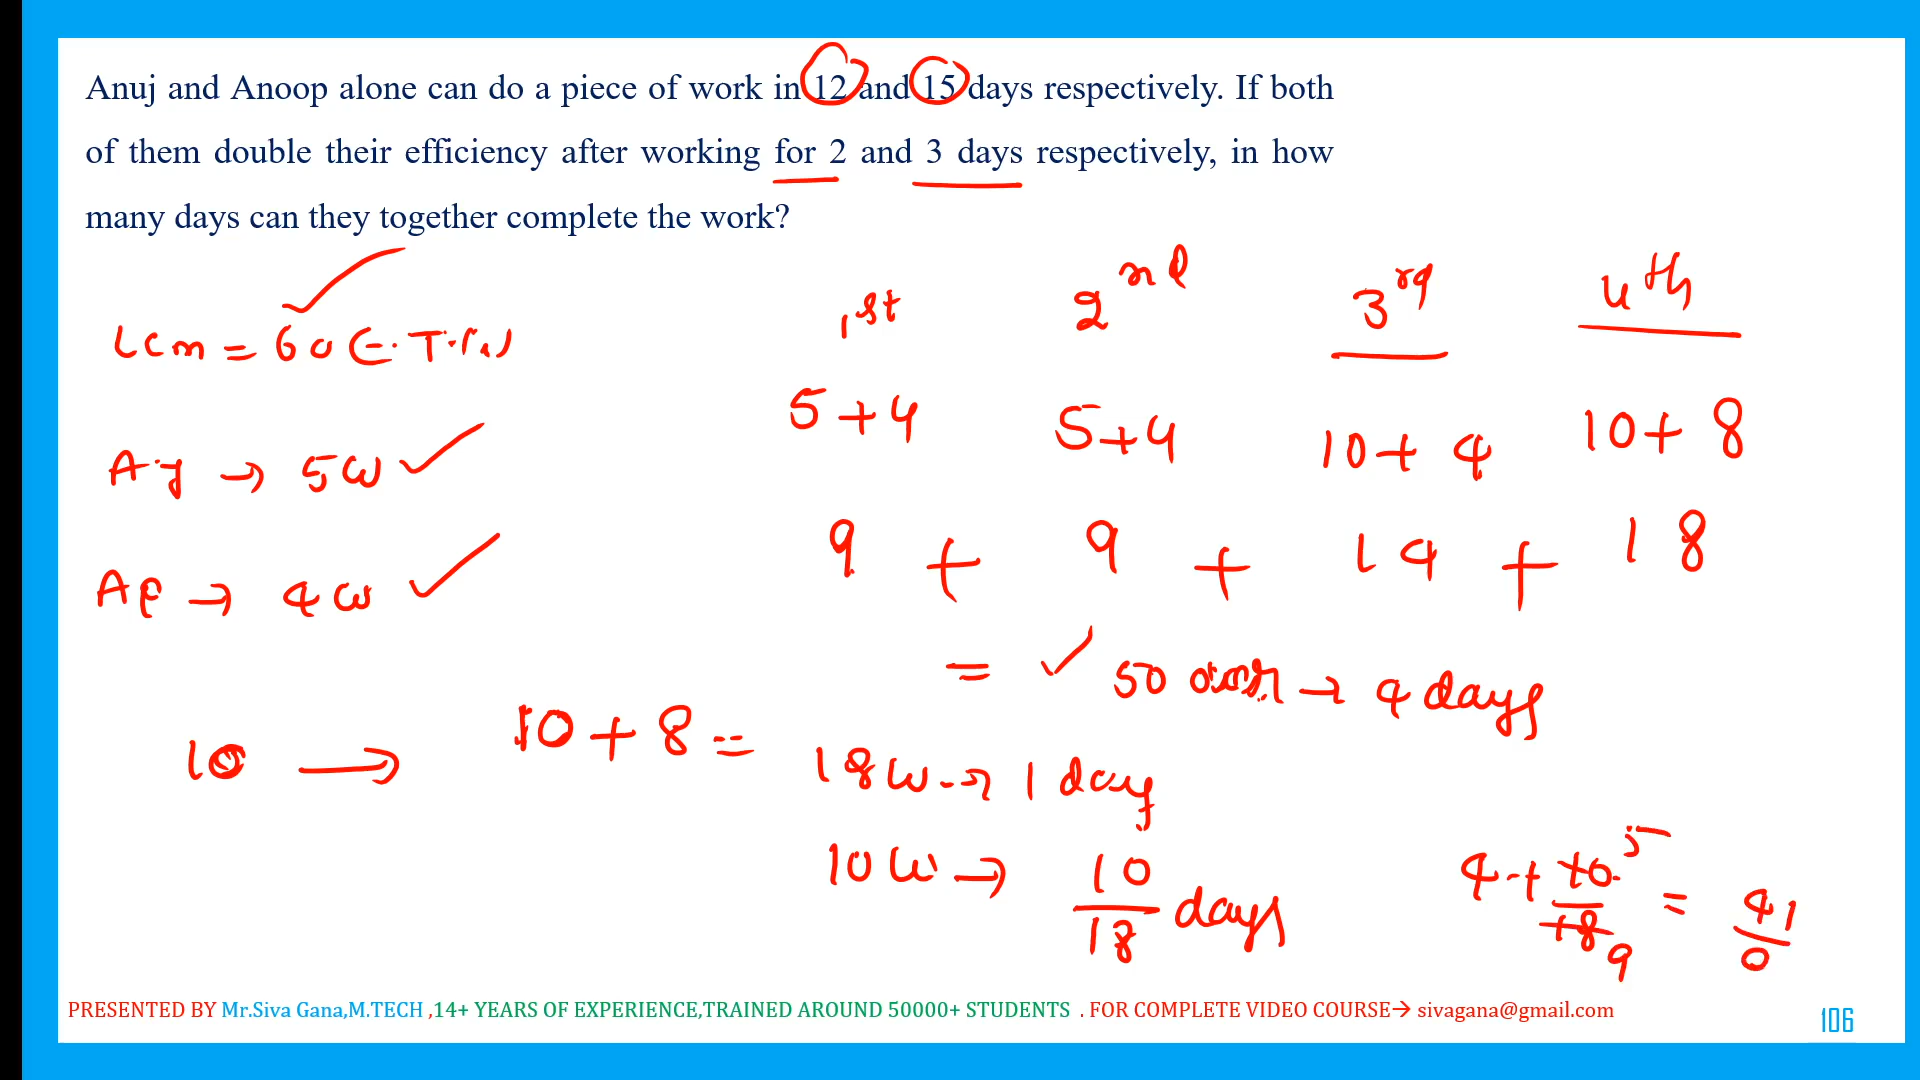 Anuj and Anoop alone can do a piece of work in 12 and 15 days respectively. If both
of them double their efficiency after working for 2 and 3 days respectively, in how
many days can they together complete the work?
1st 2nd 3rd 4th
LCM = 60
5+4 5+4 10+4 10+8
Aj → 5W
9 + 9 + 14 + 18
→ 4W
= 50 → 4 days
10 → 10+8 =
18W → 1 day
10W → 10/18 days
4 + 10/18 5 9 = 41
PRESENTED BY Mr.Siva Gana,M.TECH ,14+ YEARS OF EXPERIENCE,TRAINED AROUND 50000+ STUDENTS . FOR COMPLETE VIDEO COURSE→ sivagana@gmail.com
106